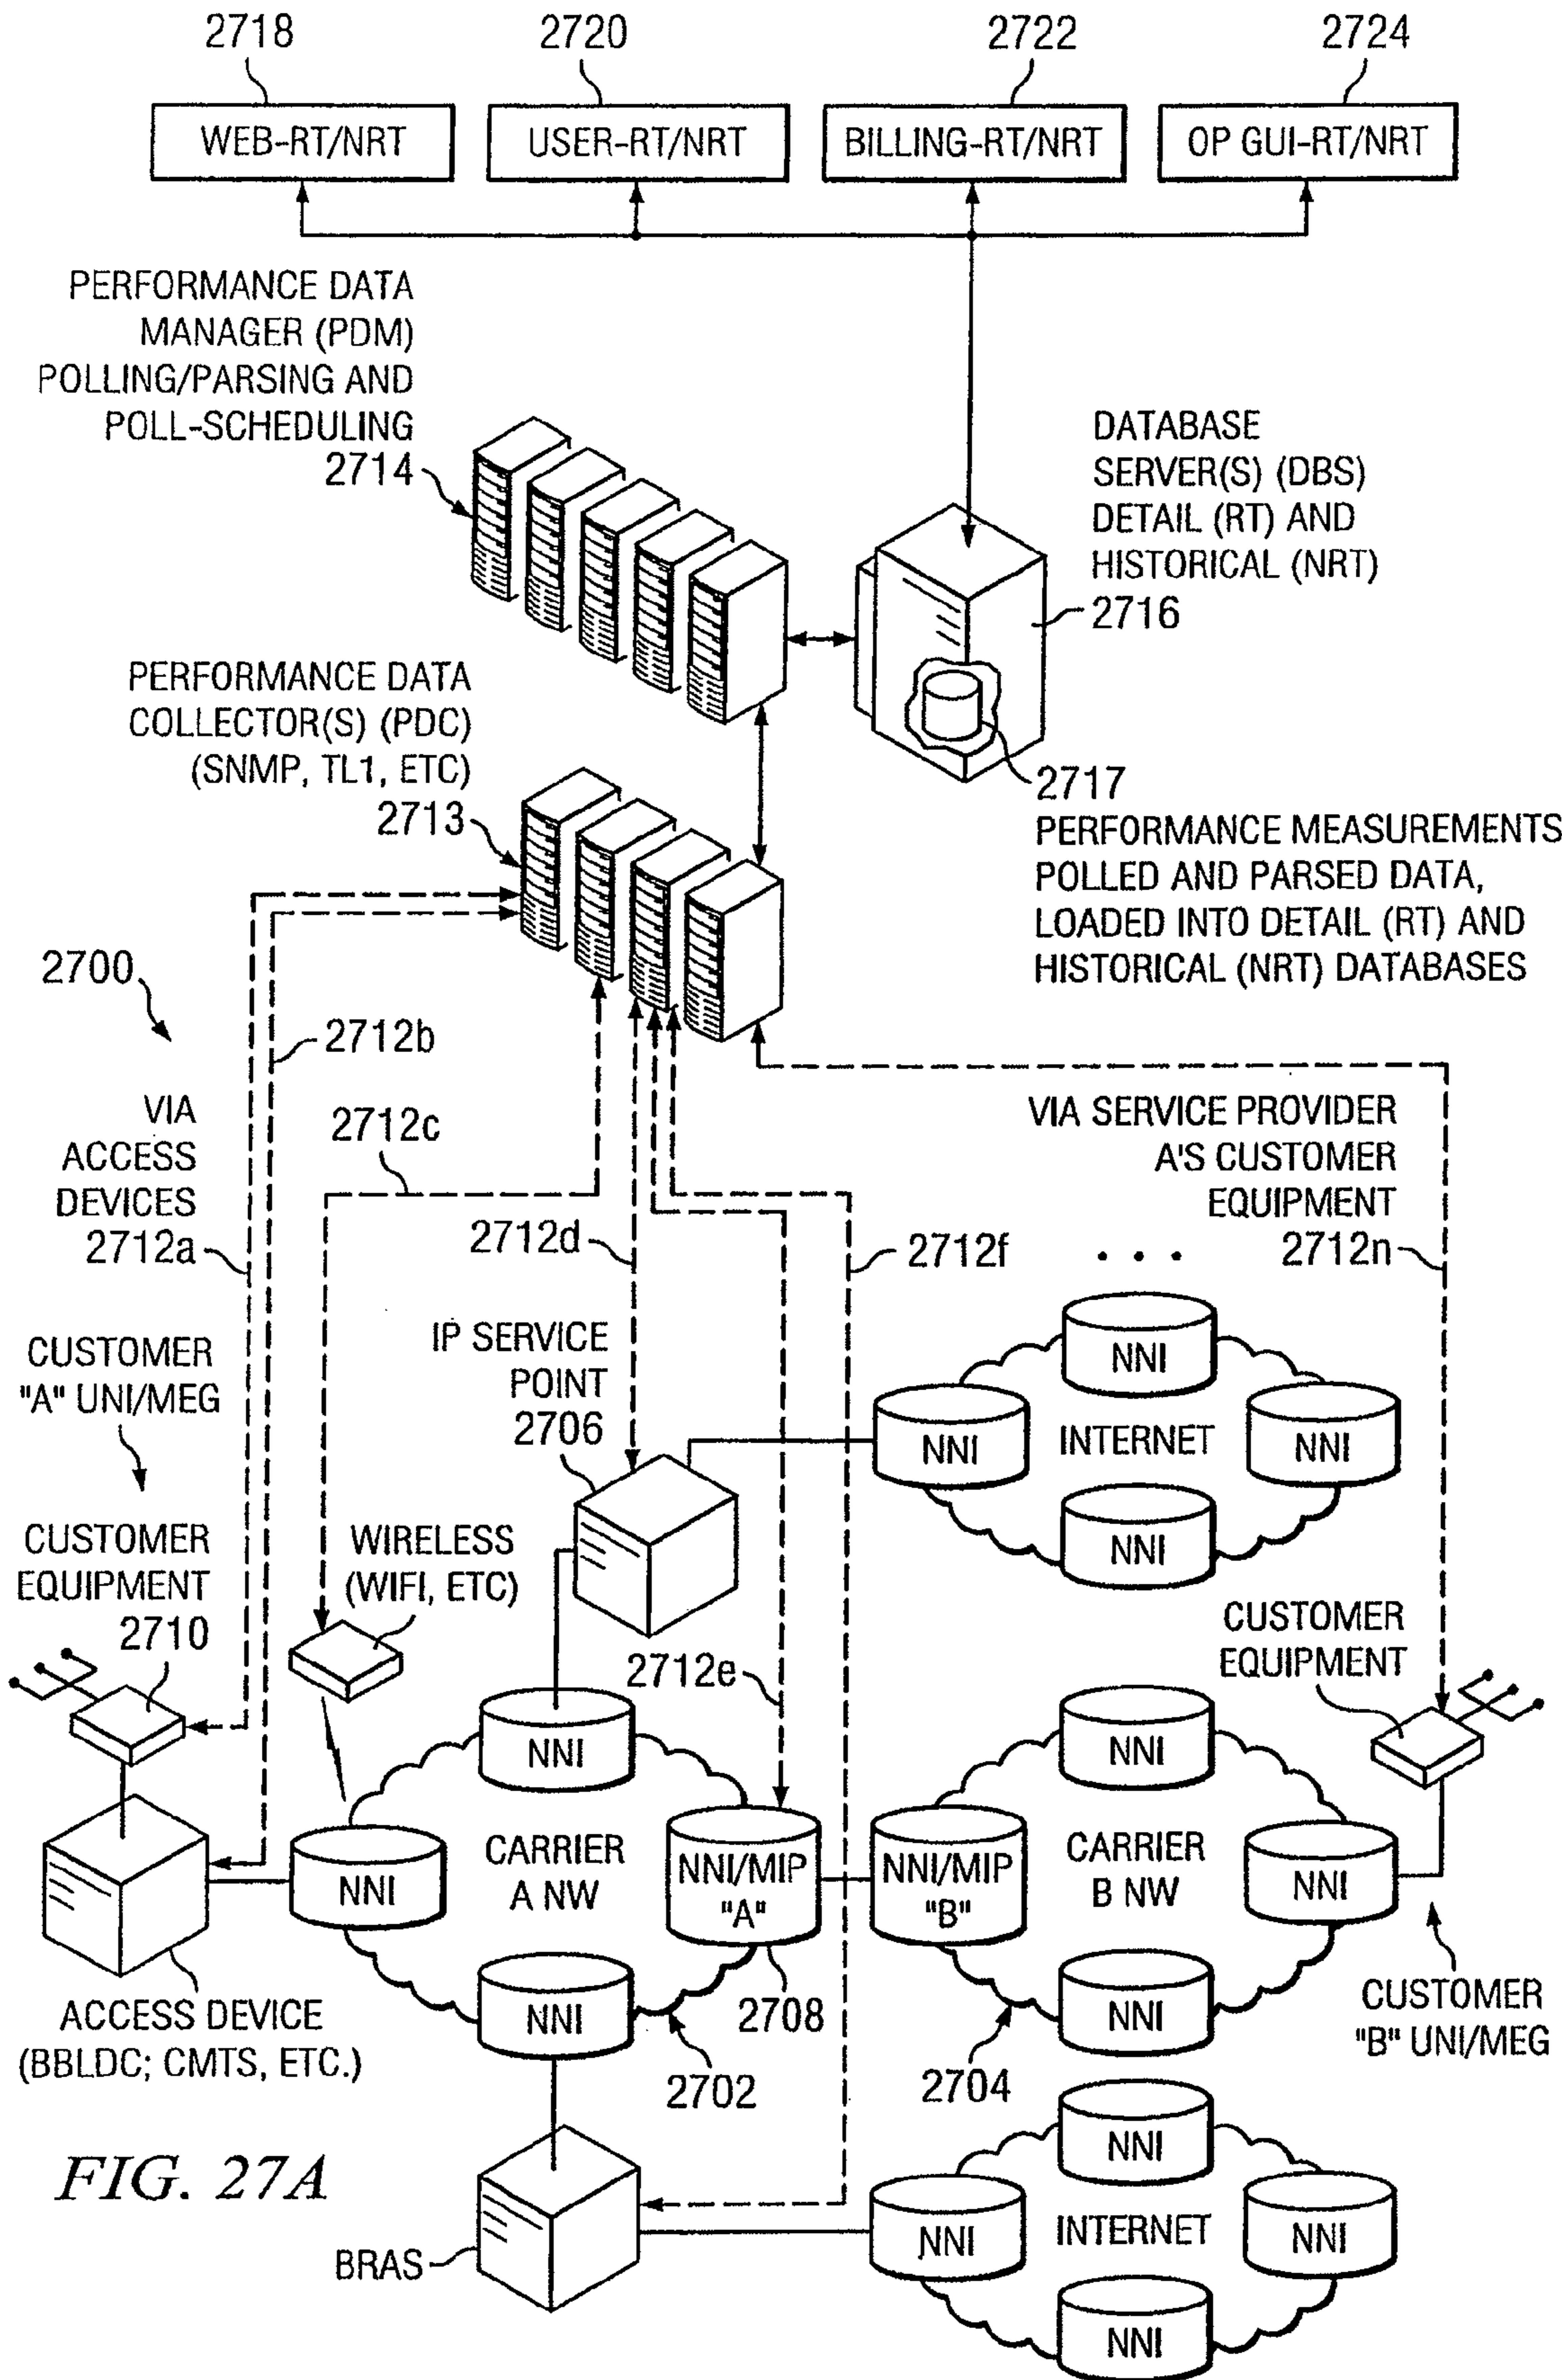 2718
2720
2722
2724
WEB-RT/NRT
USER-RT/NRT
BILLING-RT/NRT
OP GUI-RT/NRT
PERFORMANCE DATA
MANAGER (PDM)
POLLING/PARSING AND
POLL-SCHEDULING
2714
DATABASE
SERVER(S) (DBS)
DETAIL (RT) AND
HISTORICAL (NRT)
2716
PERFORMANCE DATA
COLLECTOR(S) (PDC)
(SNMP, TL1, ETC)
2713
2717
PERFORMANCE MEASUREMENTS
POLLED AND PARSED DATA,
LOADED INTO DETAIL (RT) AND
HISTORICAL (NRT) DATABASES
2700
2712b
VIA
ACCESS
DEVICES
2712a
2712c
2712d
2712f
VIA SERVICE PROVIDER
A'S CUSTOMER
EQUIPMENT
2712n
. . .
CUSTOMER
"A" UNI/MEG
IP SERVICE
POINT
2706
NNI
NNI
INTERNET
NNI
NNI
CUSTOMER
EQUIPMENT
2710
WIRELESS
(WIFI, ETC)
2712e
CUSTOMER
EQUIPMENT
NNI
NNI
CARRIER
A NW
NNI/MIP
"A"
NNI
2708
2702
NNI
NNI/MIP
"B"
CARRIER
B NW
NNI
NNI
2704
CUSTOMER
"B" UNI/MEG
ACCESS DEVICE
(BBLDC; CMTS, ETC.)
BRAS
NNI
NNI
INTERNET
NNI
NNI
FIG. 27A